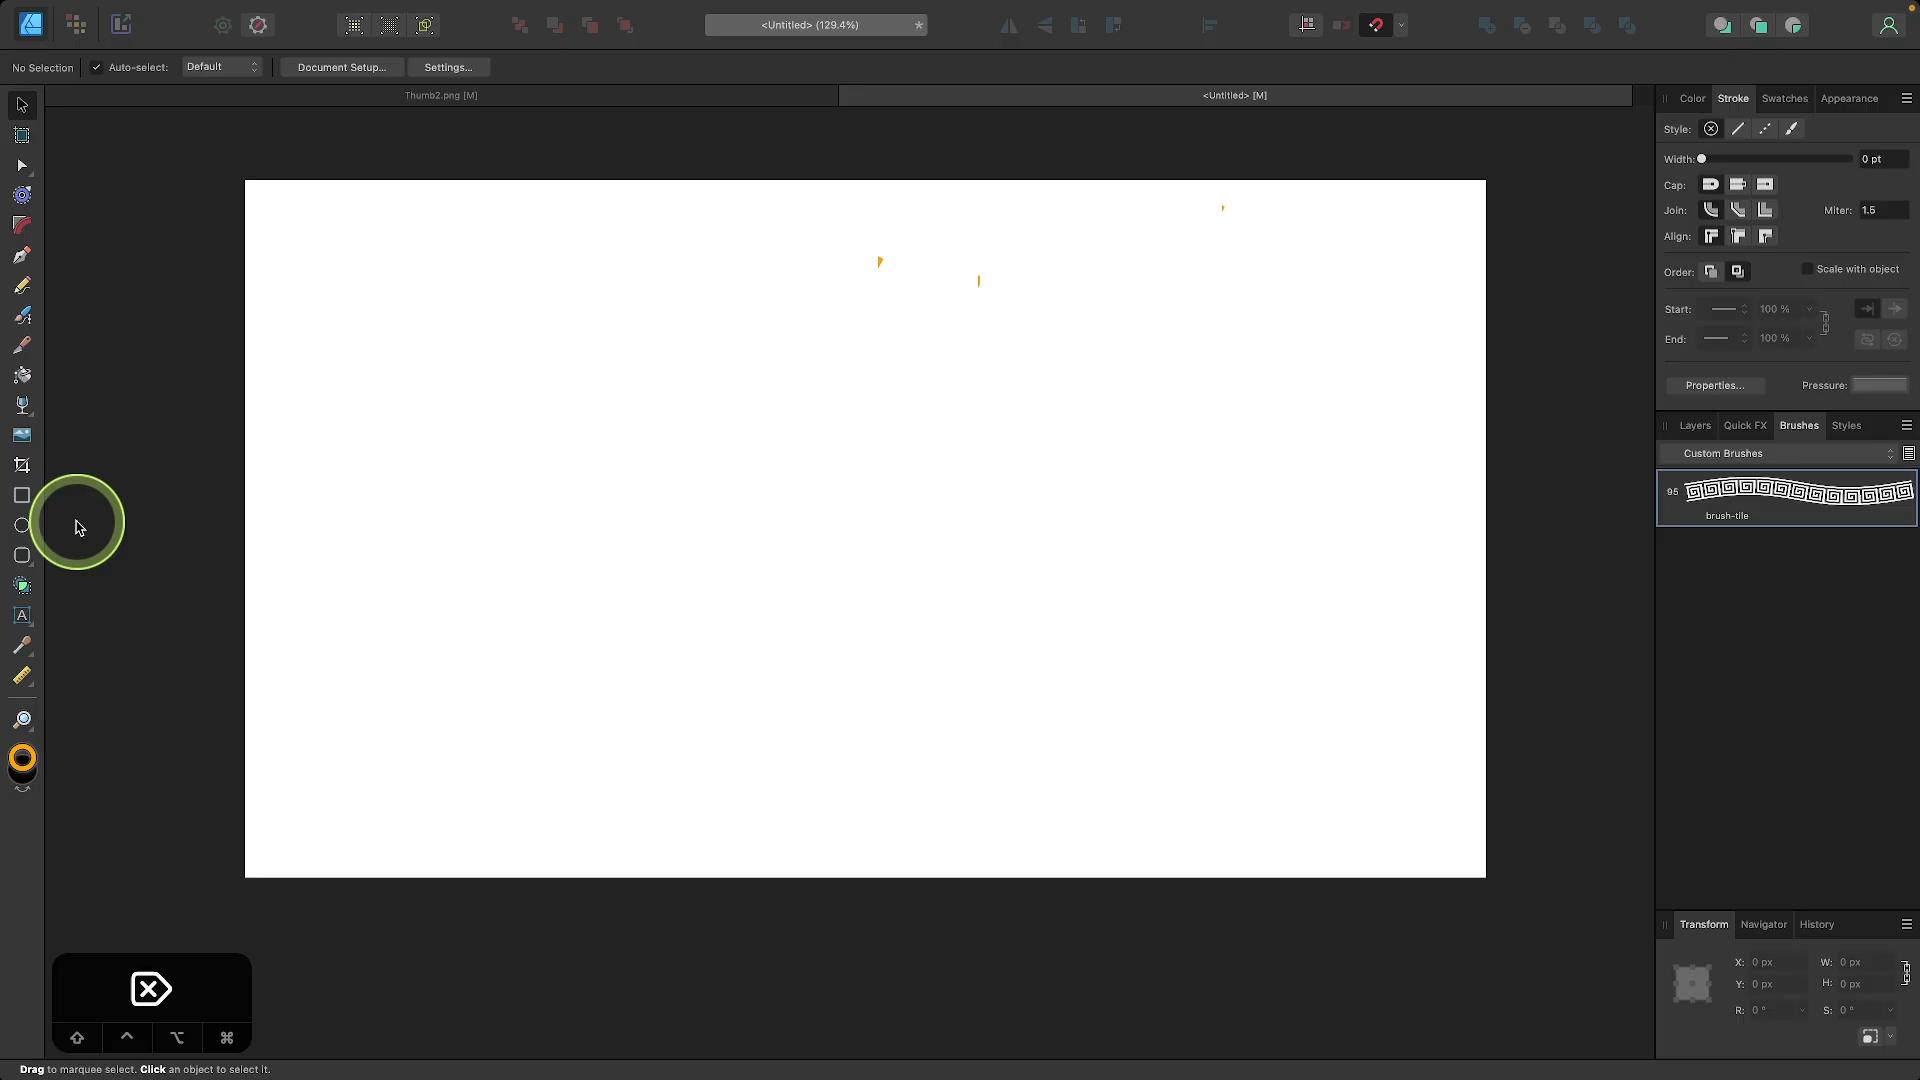 <Untitled> (129.4%)
*
No Selection
Auto-select:
Default
Document Setup...
Settings...
Thumb2.png [M]
<Untitled> [M]
Color
Stroke
Swatches
Appearance
Style:
Width:
0 pt
Cap:
Join:
Miter:
1.5
Align:
Order:
Scale with object
Start:
100 %
End:
100 %
Properties...
Pressure:
Layers
Quick FX
Brushes
Styles
Custom Brushes
95
brush-tile
Transform
Navigator
History
X: 0 px
W: 0 px
Y: 0 px
H: 0 px
R: 0 °
S: 0 °
A
Drag to marquee select. Click an object to select it.